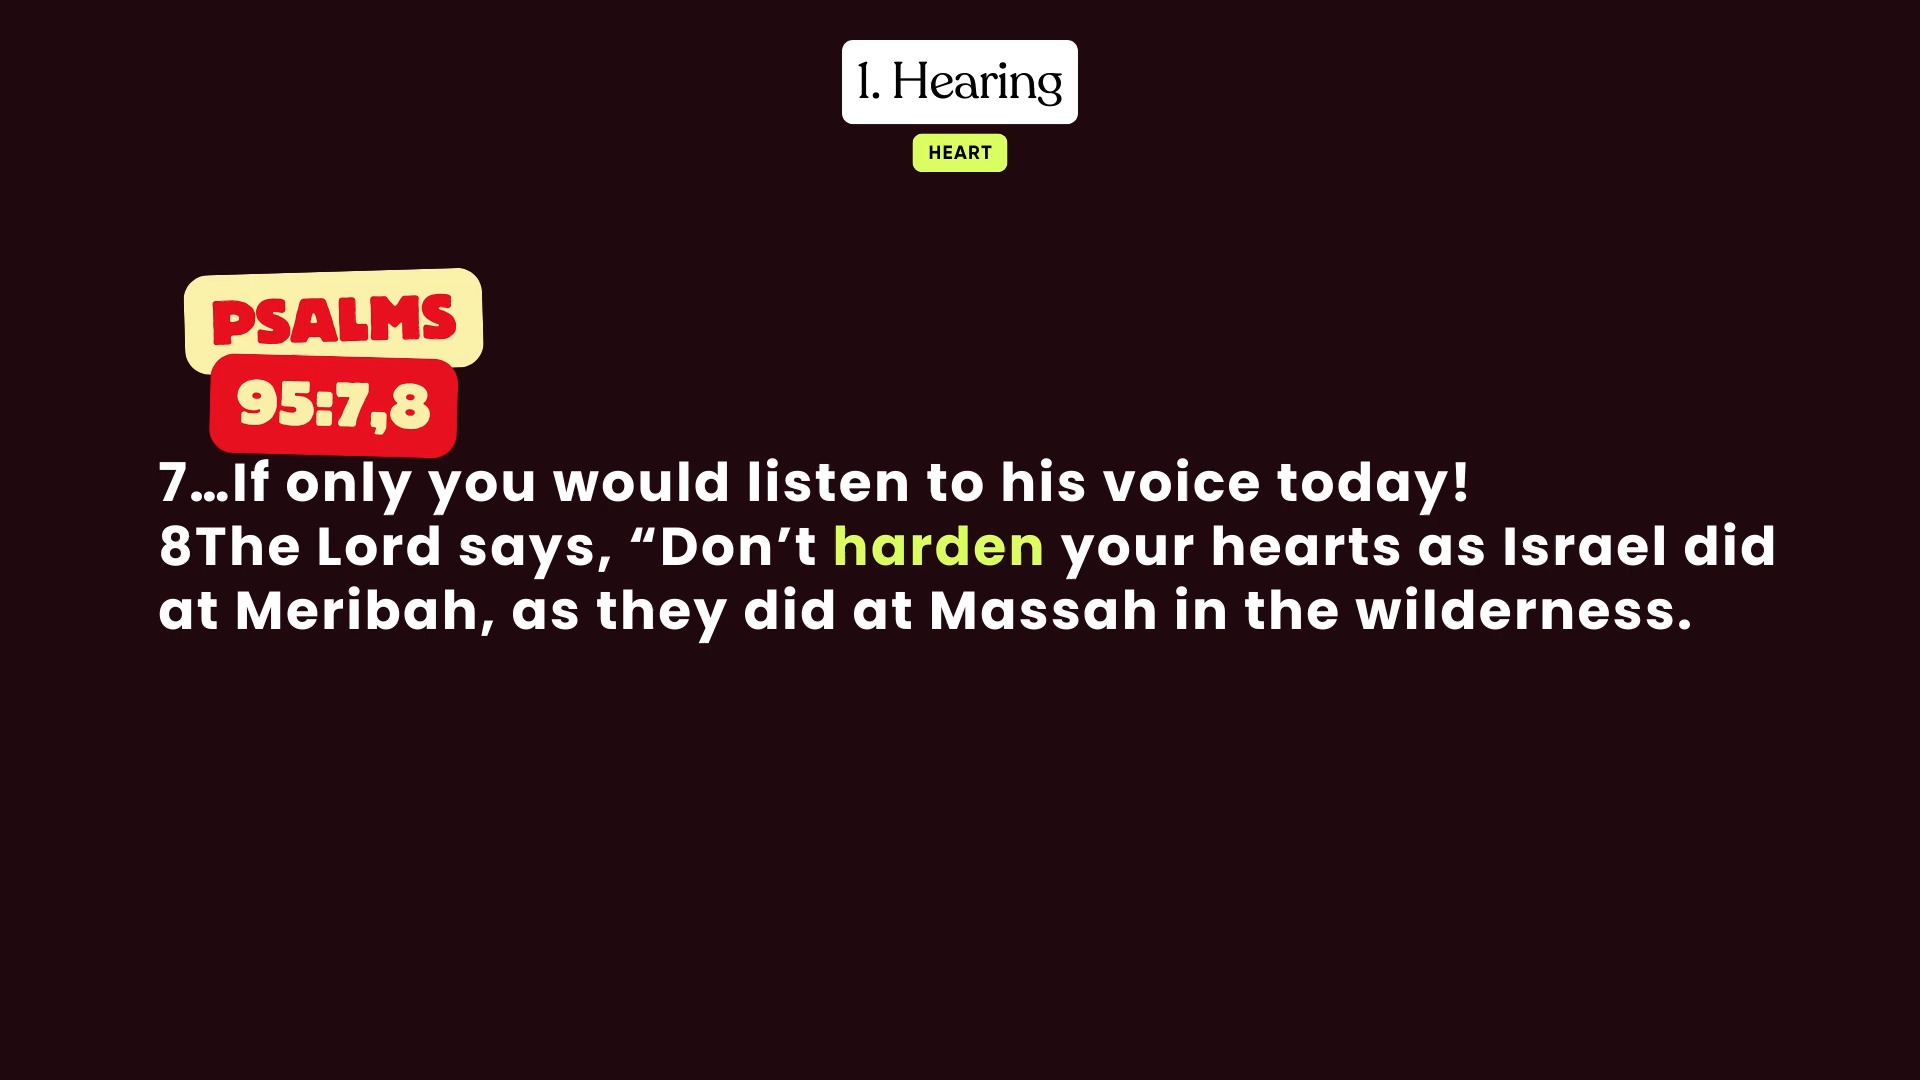 1. Hearing
HEART
PSALMS
95:7,8
7...If only you would listen to his voice today!
8The Lord says, “Don’t harden your hearts as Israel did
at Meribah, as they did at Massah in the wilderness.